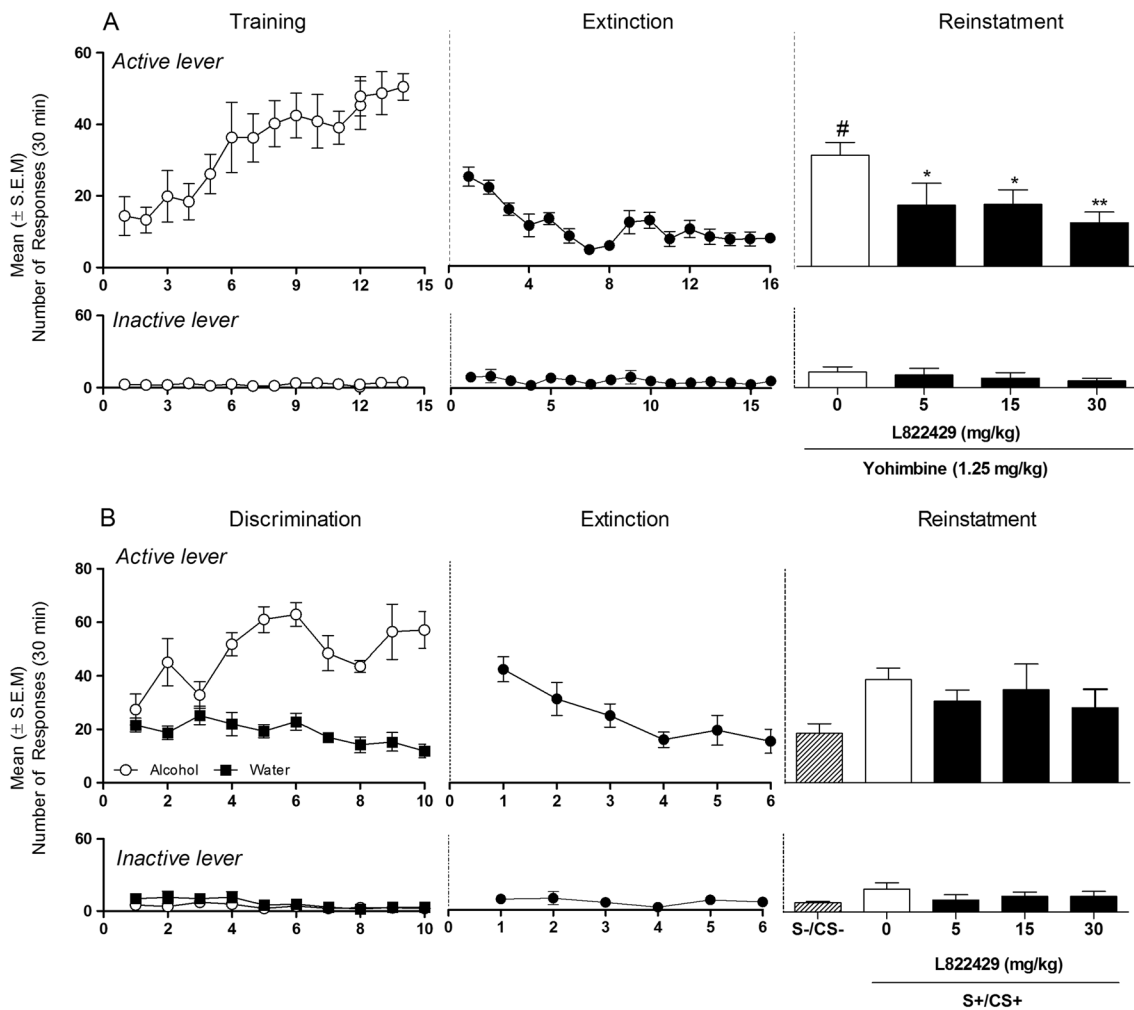 A
Training
Extinction
Reinstatment
Mean (± S.E.M)
Number of Responses (30 min)
Active lever
60
40
20
0
0 3 6 9 12 15
0 4 8 12 16
#
*
*
**
Inactive lever
60
0
0 3 6 9 12 15
0 5 10 15
0 5 15 30
L822429 (mg/kg)
Yohimbine (1.25 mg/kg)
B
Discrimination
Extinction
Reinstatment
Mean (± S.E.M)
Number of Responses (30 min)
Active lever
80
60
40
20
0
Alcohol Water
0 2 4 6 8 10
0 1 2 3 4 5 6
Inactive lever
60
0
0 2 4 6 8 10
0 1 2 3 4 5 6
S-/CS- 0 5 15 30
L822429 (mg/kg)
S+/CS+